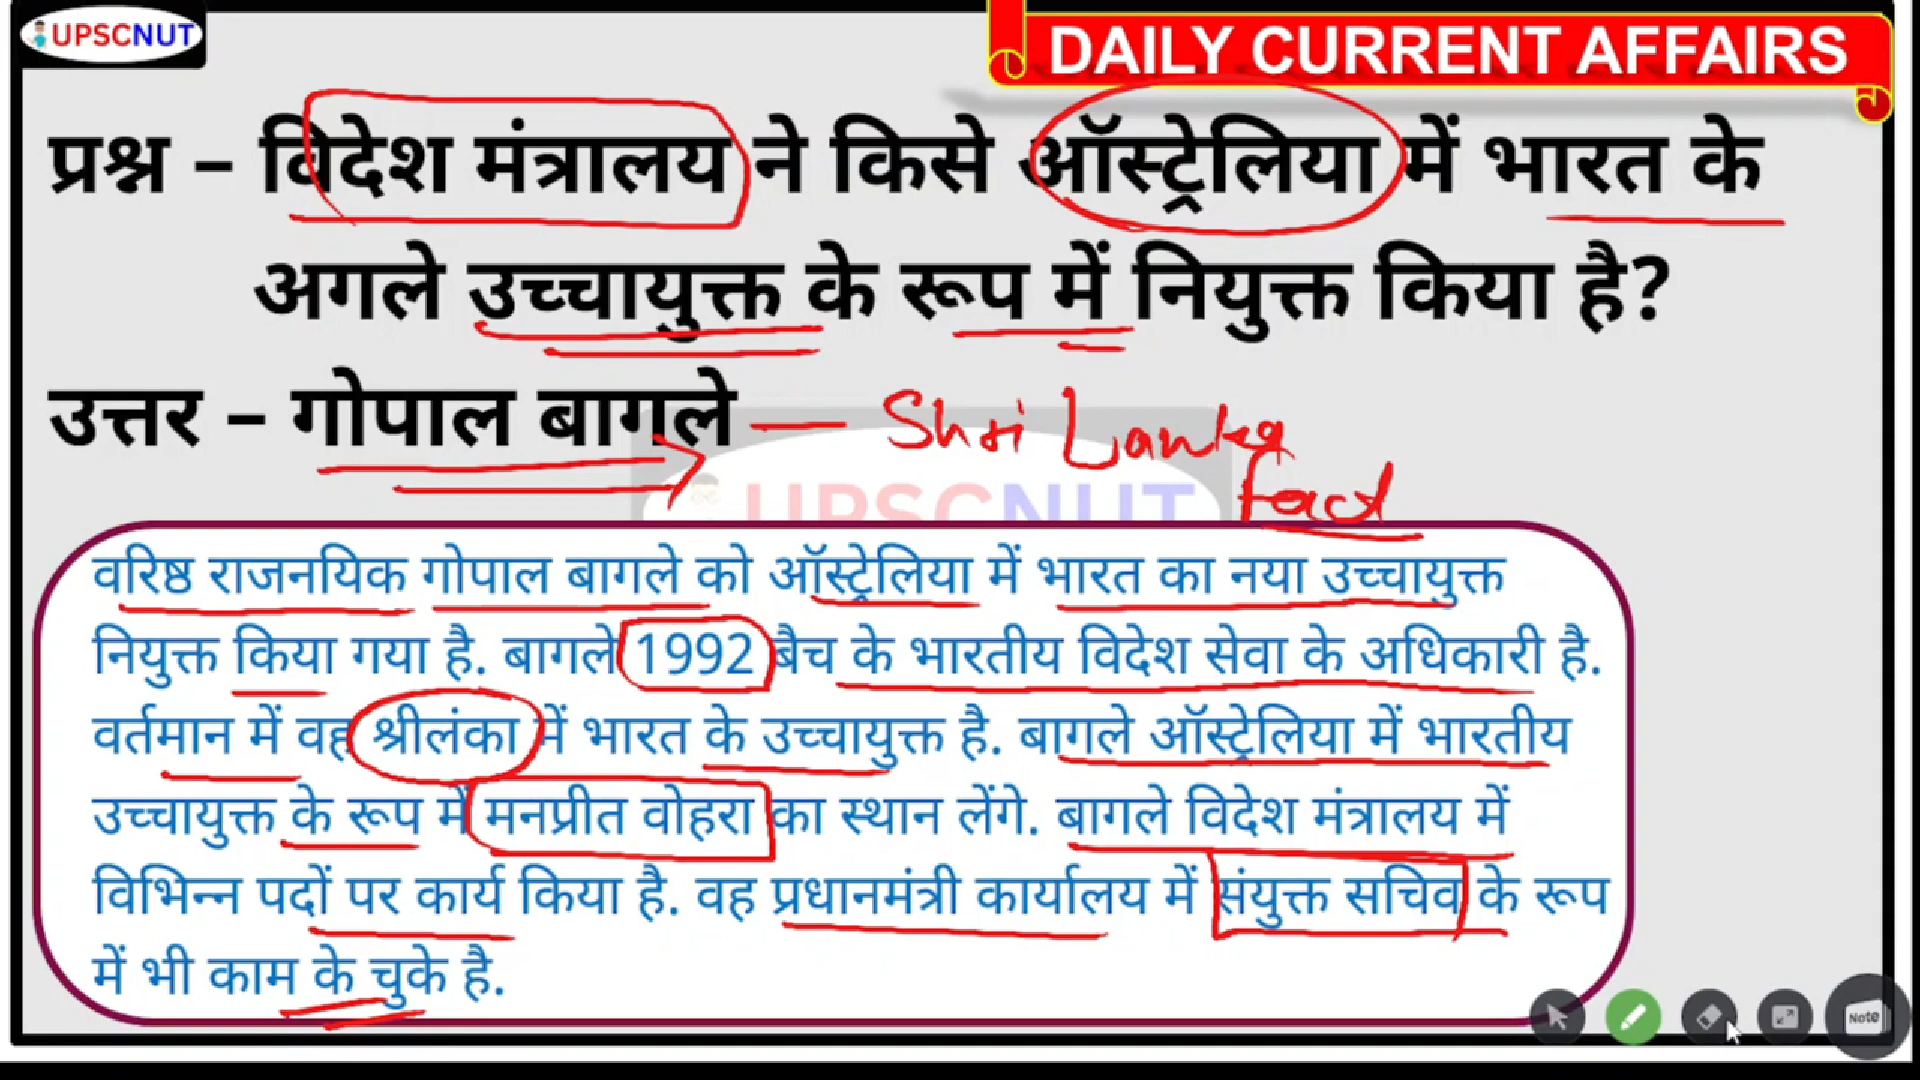 UPSCNUT
DAILY CURRENT AFFAIRS
प्रश्न – विदेश मंत्रालय ने किसे ऑस्ट्रेलिया में भारत के
अगले उच्चायुक्त के रूप में नियुक्त किया है?
उत्तर – गोपाल बागले — Shri Lanka
UPSCNUT
वरिष्ठ राजनयिक गोपाल बागले को ऑस्ट्रेलिया में भारत का नया उच्चायुक्त
नियुक्त किया गया है. बागले 1992 बैच के भारतीय विदेश सेवा के अधिकारी है.
वर्तमान में वह श्रीलंका में भारत के उच्चायुक्त है. बागले ऑस्ट्रेलिया में भारतीय
उच्चायुक्त के रूप में मनप्रीत वोहरा का स्थान लेंगे. बागले विदेश मंत्रालय में
विभिन्न पदों पर कार्य किया है. वह प्रधानमंत्री कार्यालय में संयुक्त सचिव के रूप
में भी काम के चुके है.
Note